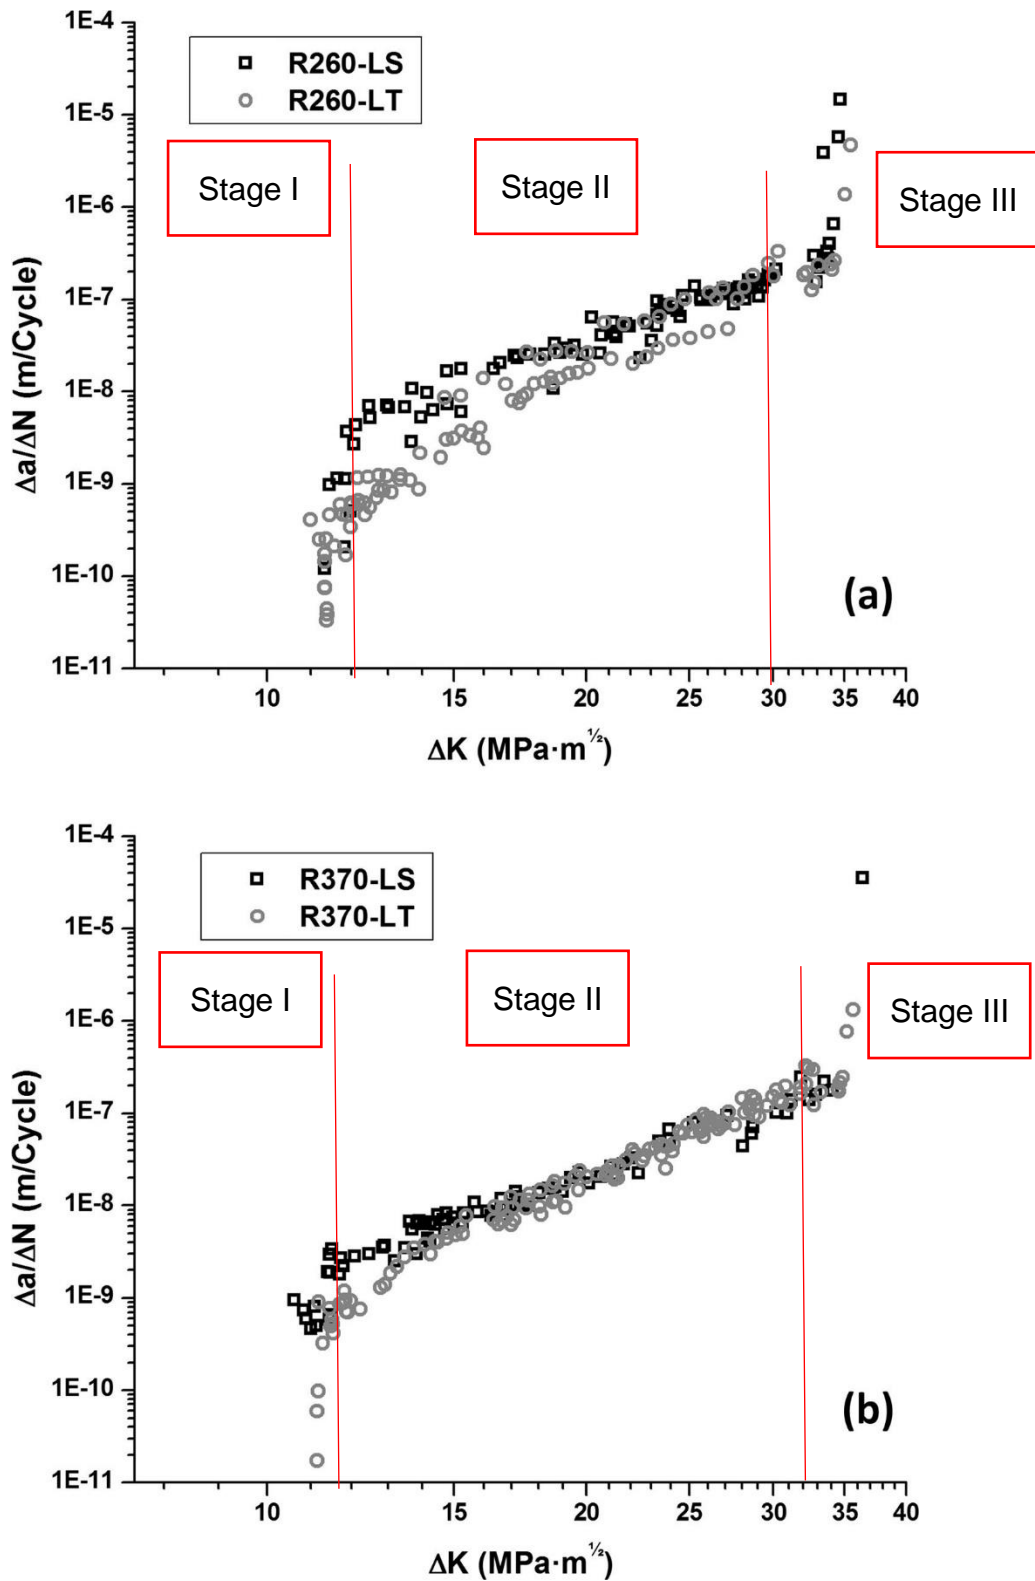 1E-4
R260-LS
R260-LT
1E-5
Stage I
Stage II
Stage III
1E-6
1E-7
1E-8
1E-9
1E-10
1E-11
Δa/ΔN (m/Cycle)
(a)
10 15 20 25 30 35 40
ΔK (MPa·m^½)
1E-4
R370-LS
R370-LT
1E-5
Stage I
Stage II
Stage III
1E-6
1E-7
1E-8
1E-9
1E-10
1E-11
Δa/ΔN (m/Cycle)
(b)
10 15 20 25 30 35 40
ΔK (MPa·m^½)